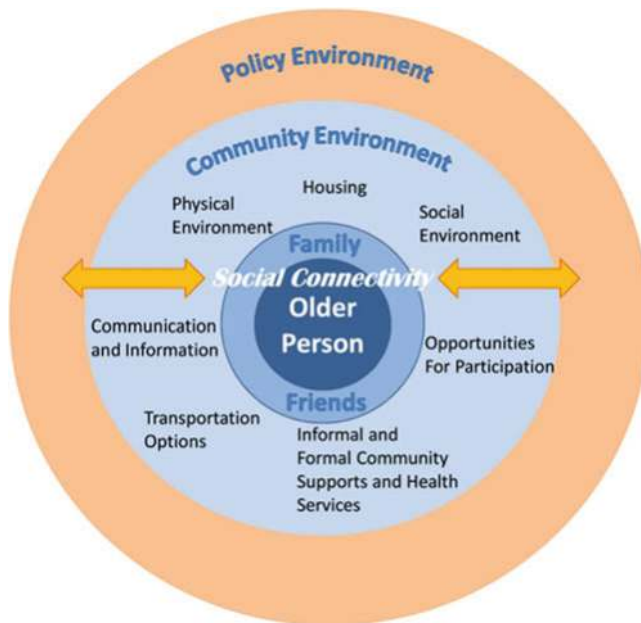 Policy Environment
Community Environment
Housing
Physical
Environment
Social
Environment
Family
Social Connectivity
Older
Person
Communication
and Information
Opportunities
For Participation
Friends
Transportation
Options
Informal and
Formal Community
Supports and Health
Services